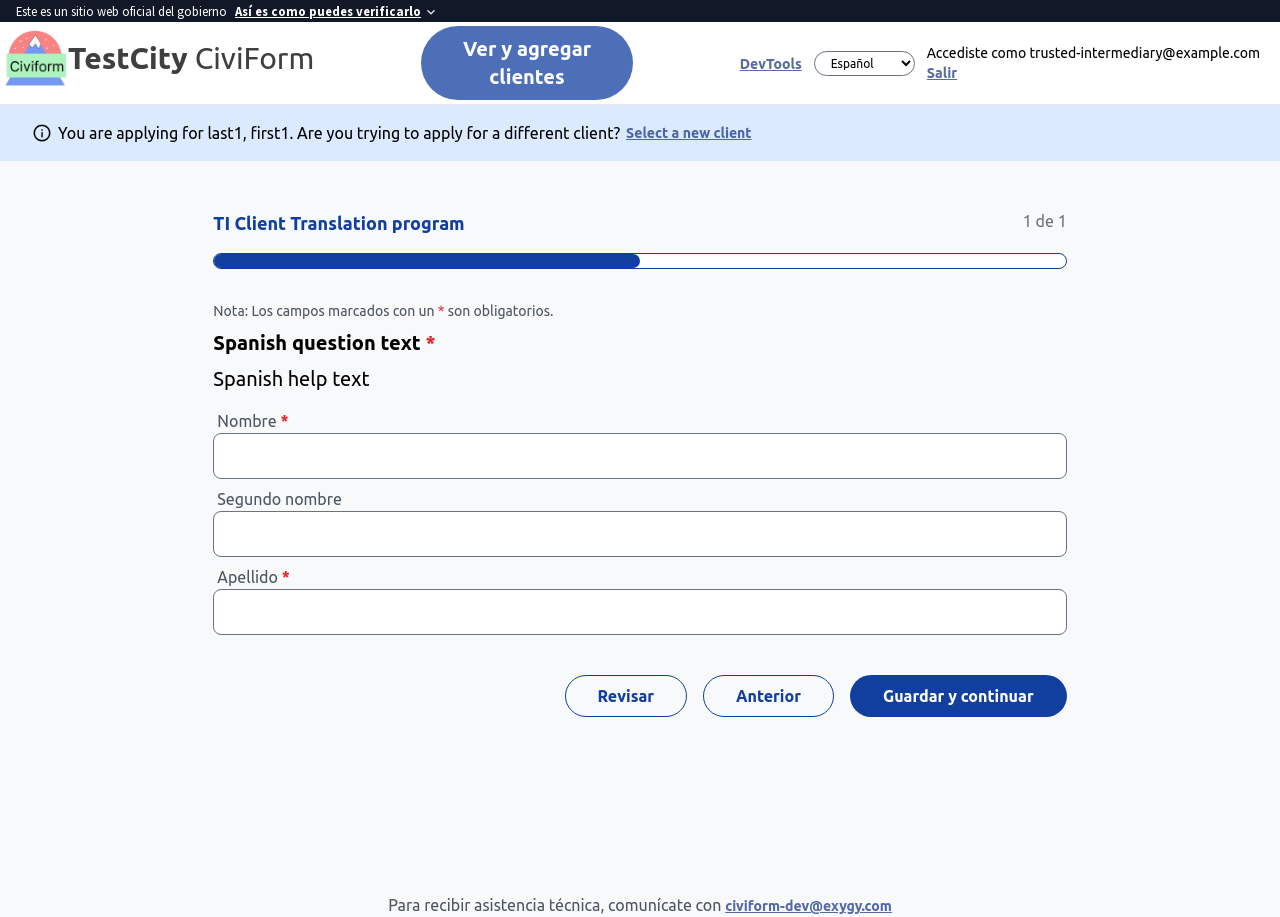 Este es un sitio web oficial del gobierno Así es como puedes verificarlo
Civiform
TestCity CiviForm
Ver y agregar
clientes
DevTools
Español
Accediste como trusted-intermediary@example.com
Salir
You are applying for last1, first1. Are you trying to apply for a different client? Select a new client
TI Client Translation program
1 de 1
Nota: Los campos marcados con un * son obligatorios.
Spanish question text *
Spanish help text
Nombre *
Segundo nombre
Apellido *
Revisar
Anterior
Guardar y continuar
Para recibir asistencia técnica, comunícate con civiform-dev@exygy.com